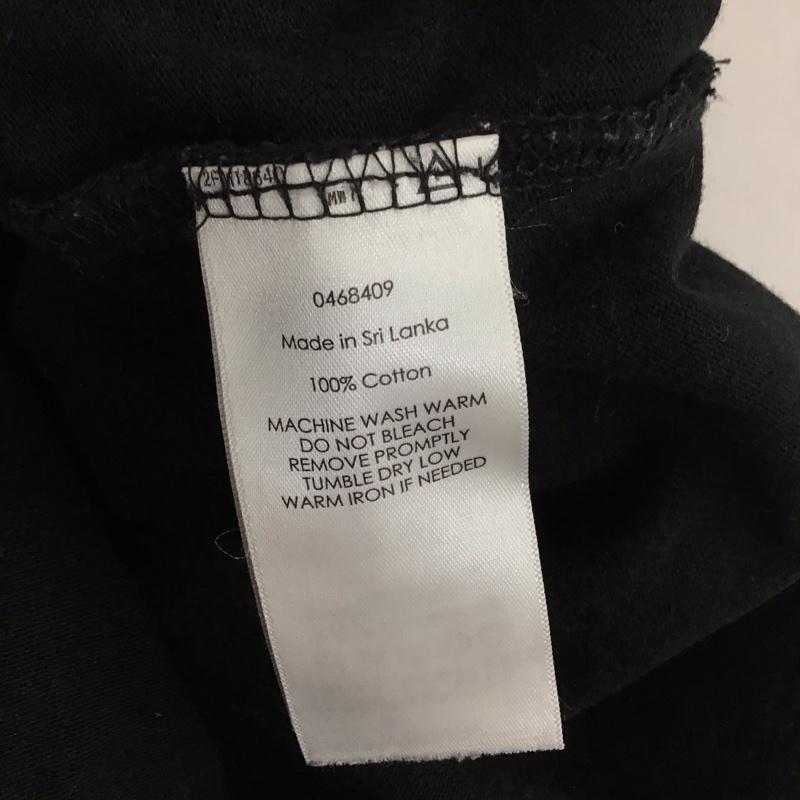 0468409
Made in Sri Lanka
100% Cotton
MACHINE WASH WARM
DO NOT BLEACH
REMOVE PROMPTLY
TUMBLE DRY LOW
WARM IRON IF NEEDED